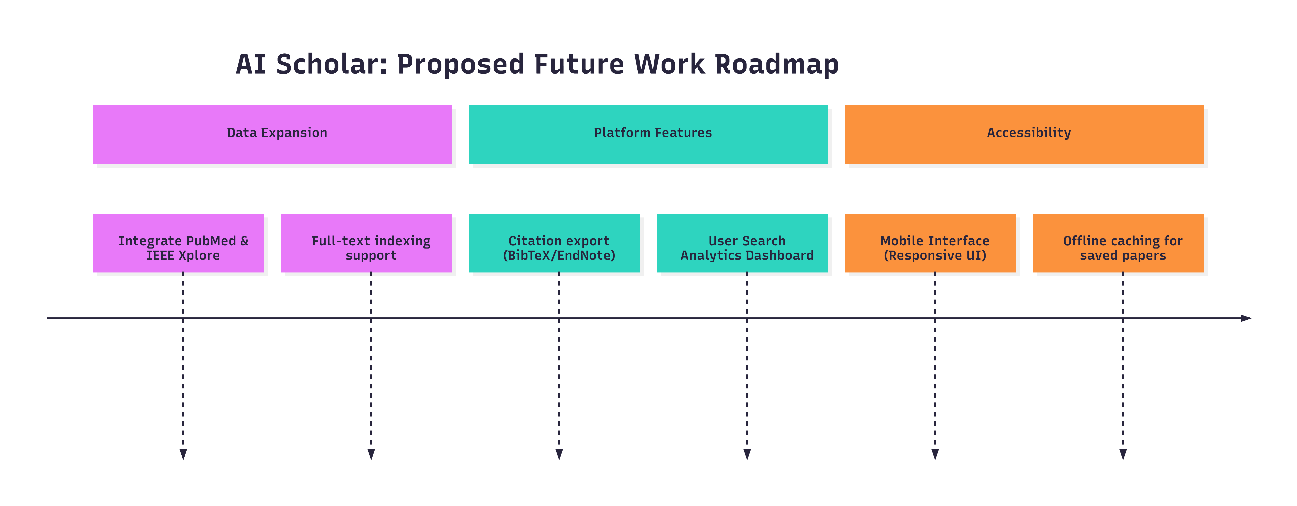 AI Scholar: Proposed Future Work Roadmap
Data Expansion
Platform Features
Accessibility
Integrate PubMed &
IEEE Xplore
Full-text indexing
support
Citation export
(BibTeX/EndNote)
User Search
Analytics Dashboard
Mobile Interface
(Responsive UI)
Offline caching for
saved papers